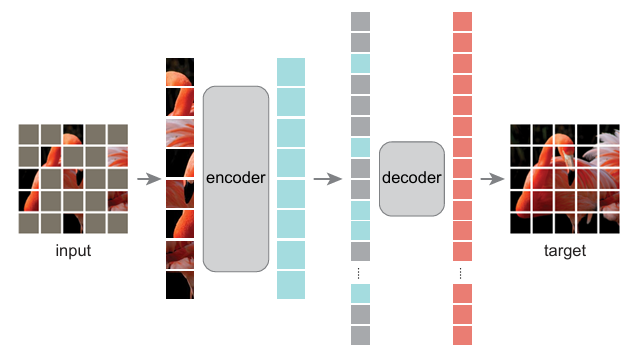 input
encoder
decoder
target